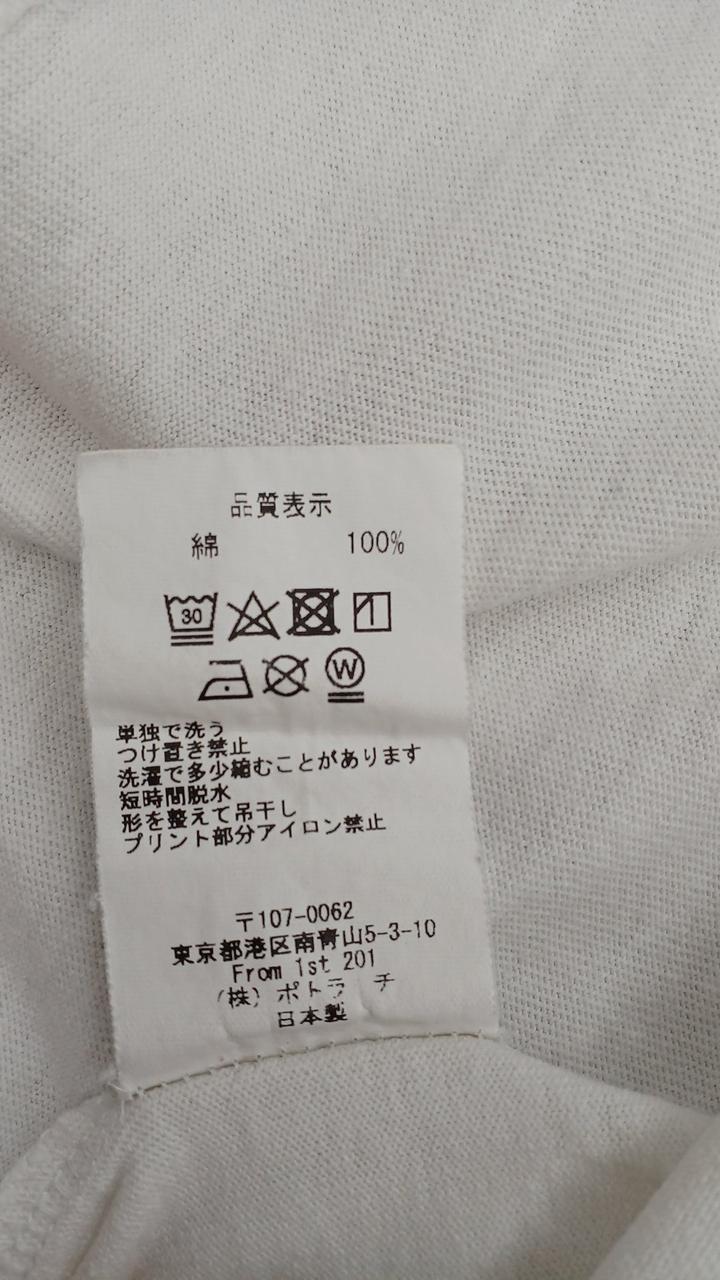 品質表示
綿 100%
30
W
単独で洗う
つけ置き禁止
洗濯で多少縮むことがあります
短時間脱水
形を整えて吊干し
プリント部分アイロン禁止
〒107-0062
東京都港区南青山5-3-10
From 1st 201
(株) ポトラ チ
日本製